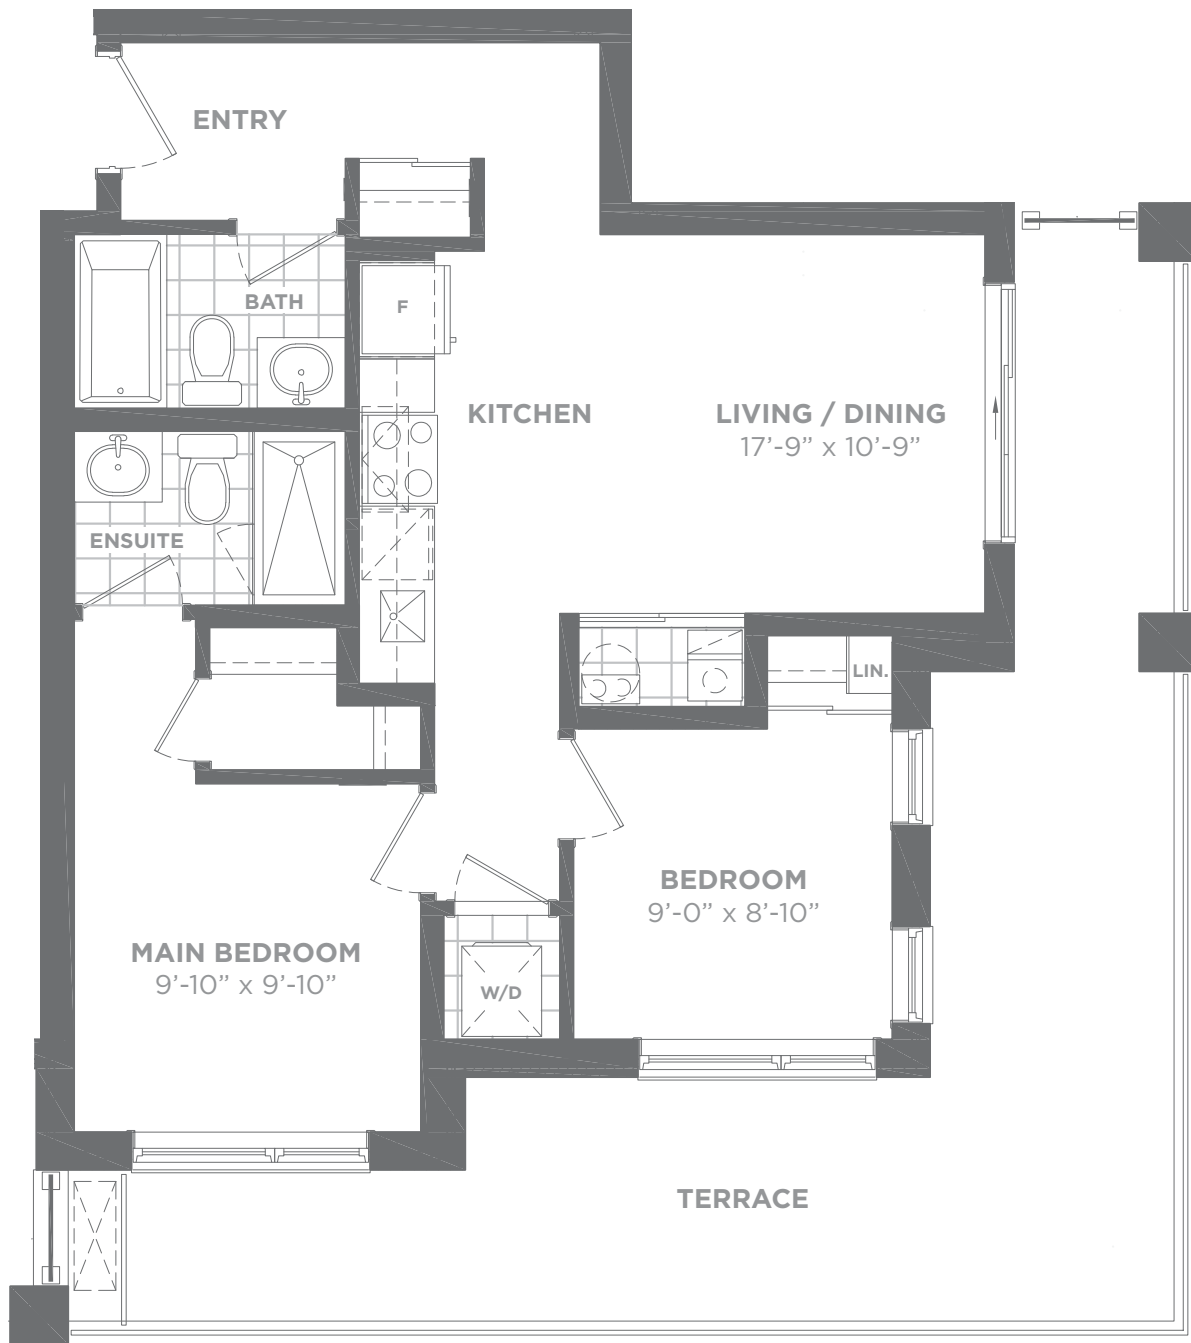 ENTRY
BATH
F
KITCHEN
LIVING / DINING
17’-9” x 10’-9”
ENSUITE
LIN.
BEDROOM
9’-0” x 8’-10”
MAIN BEDROOM
9’-10” x 9’-10”
W/D
TERRACE